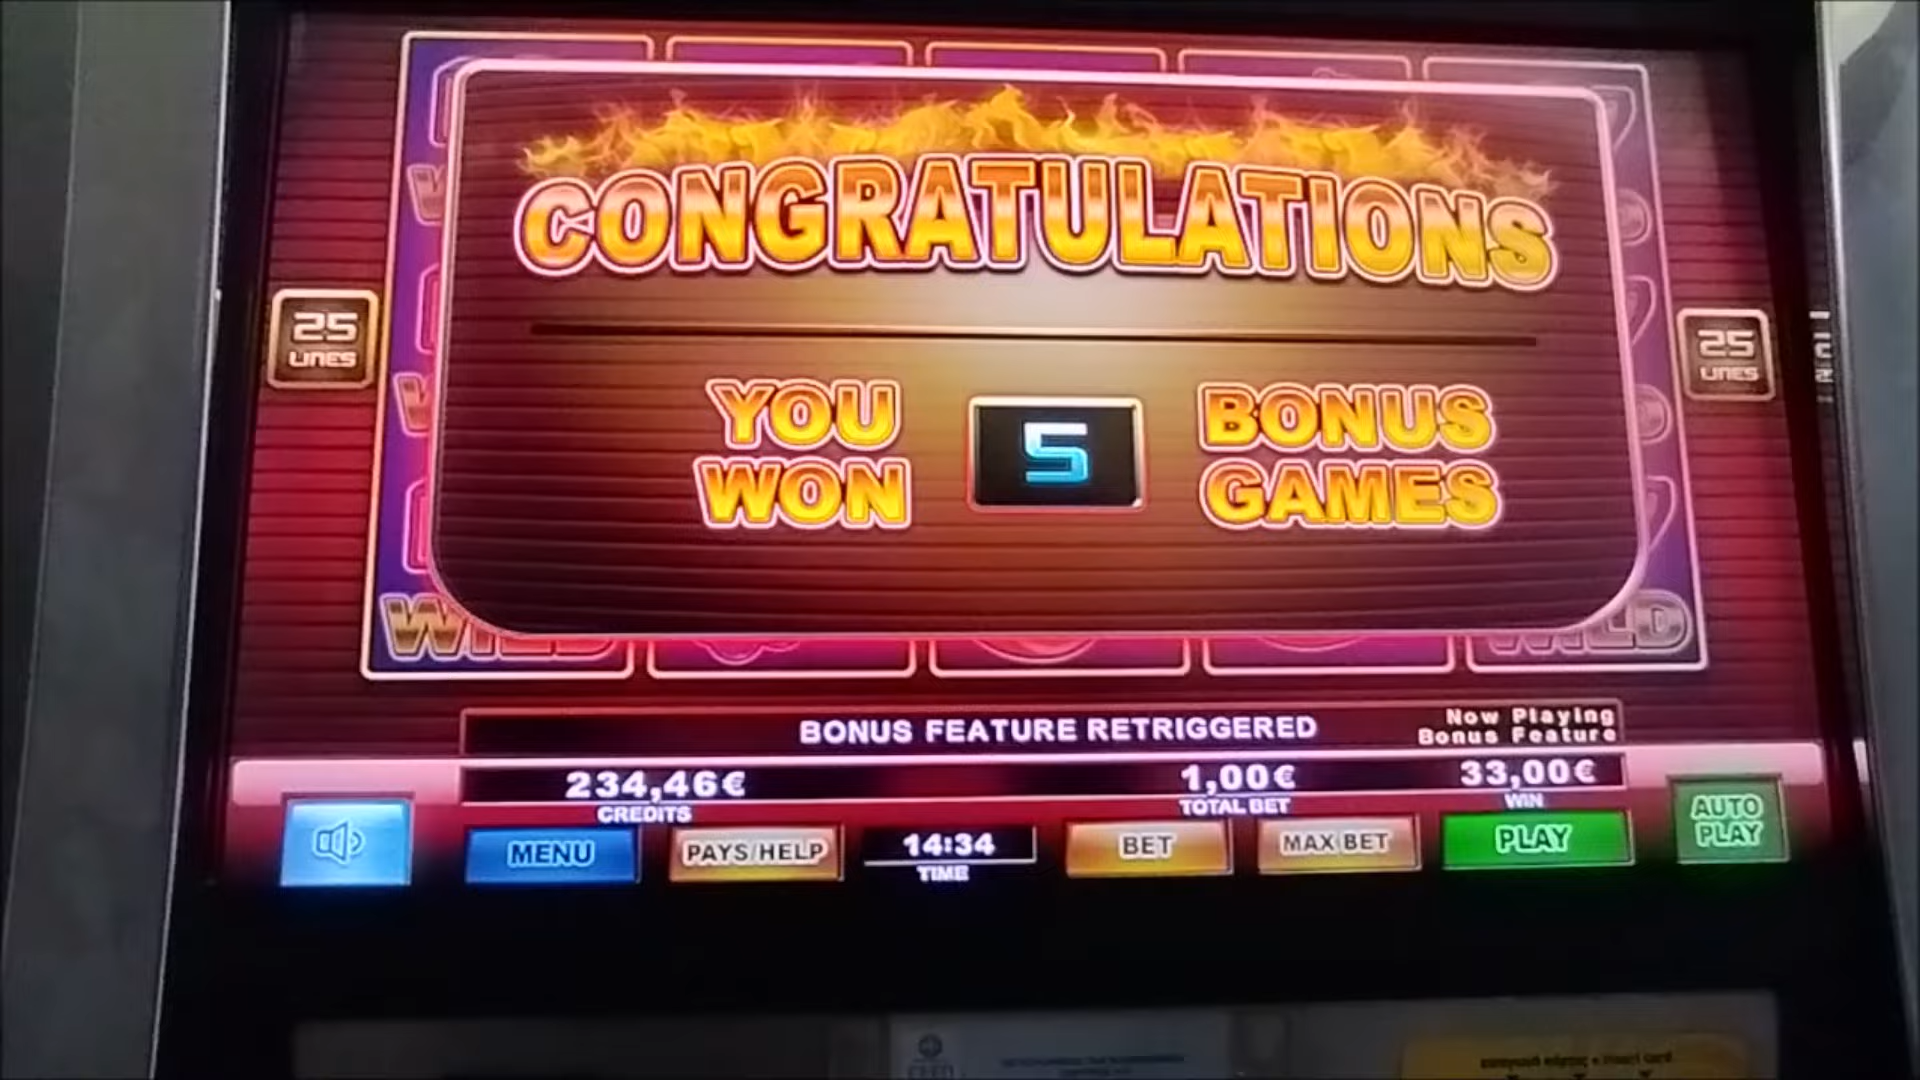 CONGRATULATIONS
25
LINES
YOU
WON
5
BONUS
GAMES
25
LINES
WILD
WILD
BONUS FEATURE RETRIGGERED
Now Playing
Bonus Feature
234,46€
CREDITS
1,00€
TOTAL BET
33,00€
WIN
MENU
PAYS/HELP
14:34
TIME
BET
MAX BET
PLAY
AUTO
PLAY